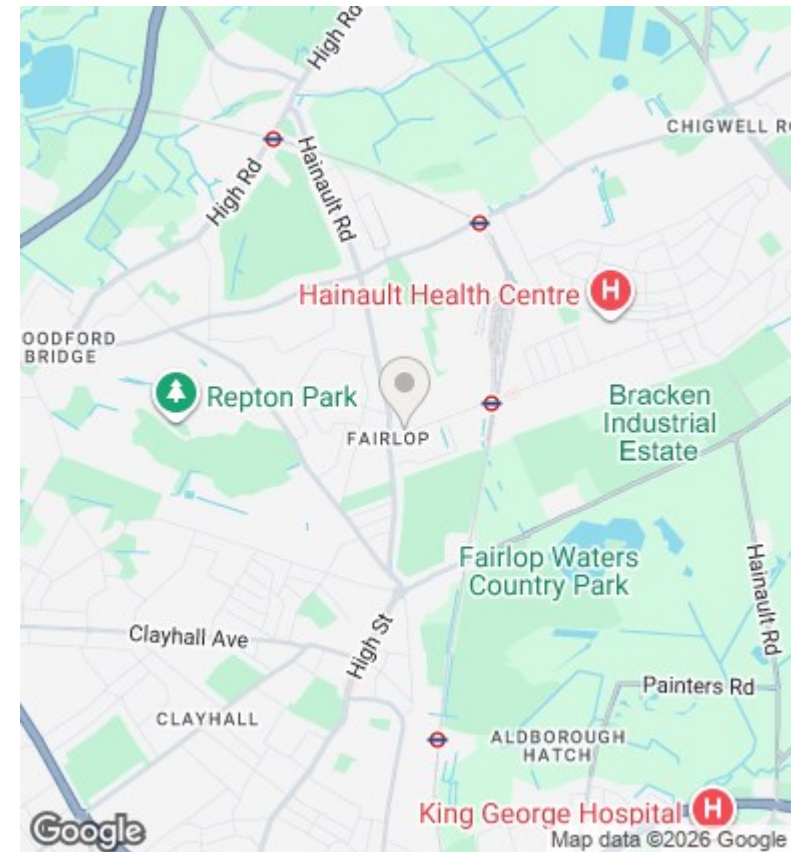 High Rd
CHIGWELL RO
Hainault Rd
High Rd
Hainault Health Centre
H
OODFORD
BRIDGE
Repton Park
Bracken
Industrial
Estate
FAIRLOP
Fairlop Waters
Country Park
Hainault Rd
Clayhall Ave
High St
Painters Rd
CLAYHALL
ALDBOROUGH
HATCH
King George Hospital
H
Google
Map data ©2026 Google